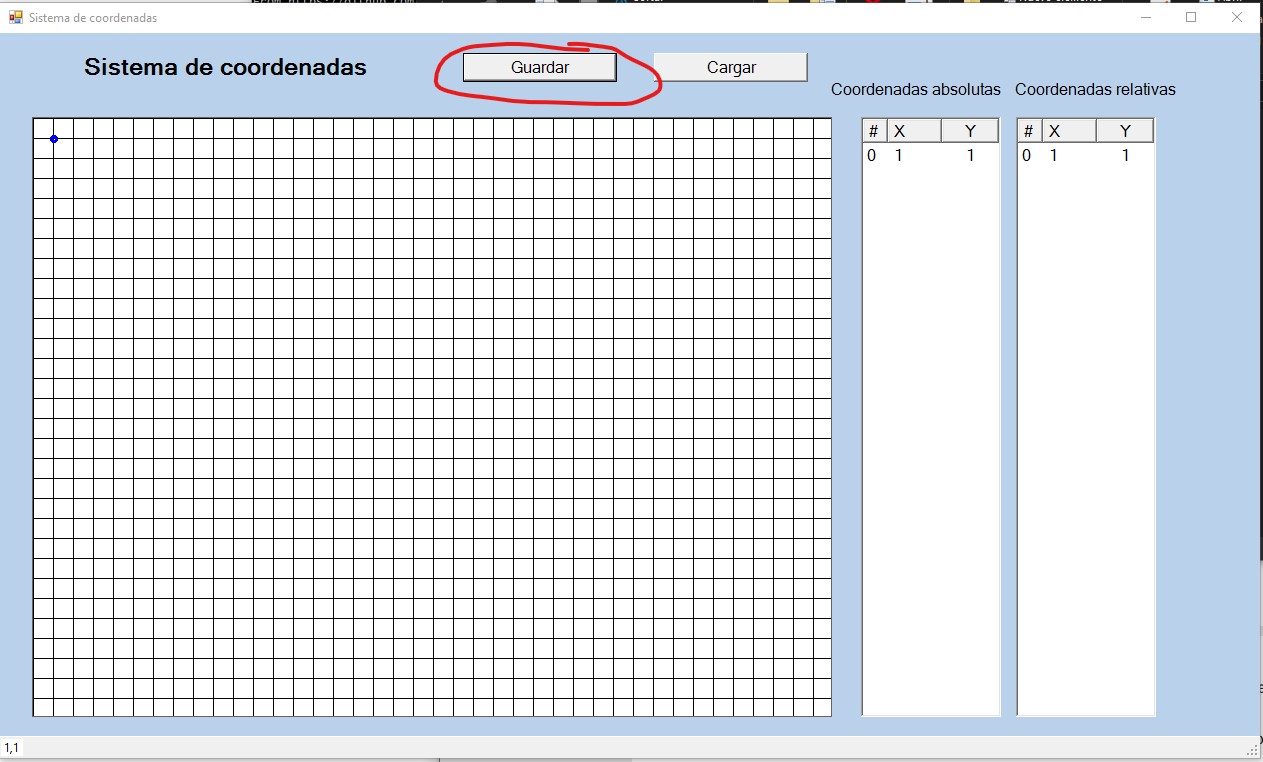 Sistema de coordenadas
Sistema de coordenadas
Guardar
Cargar
Coordenadas absolutas
Coordenadas relativas
# X Y
0 1 1
# X Y
0 1 1
1,1